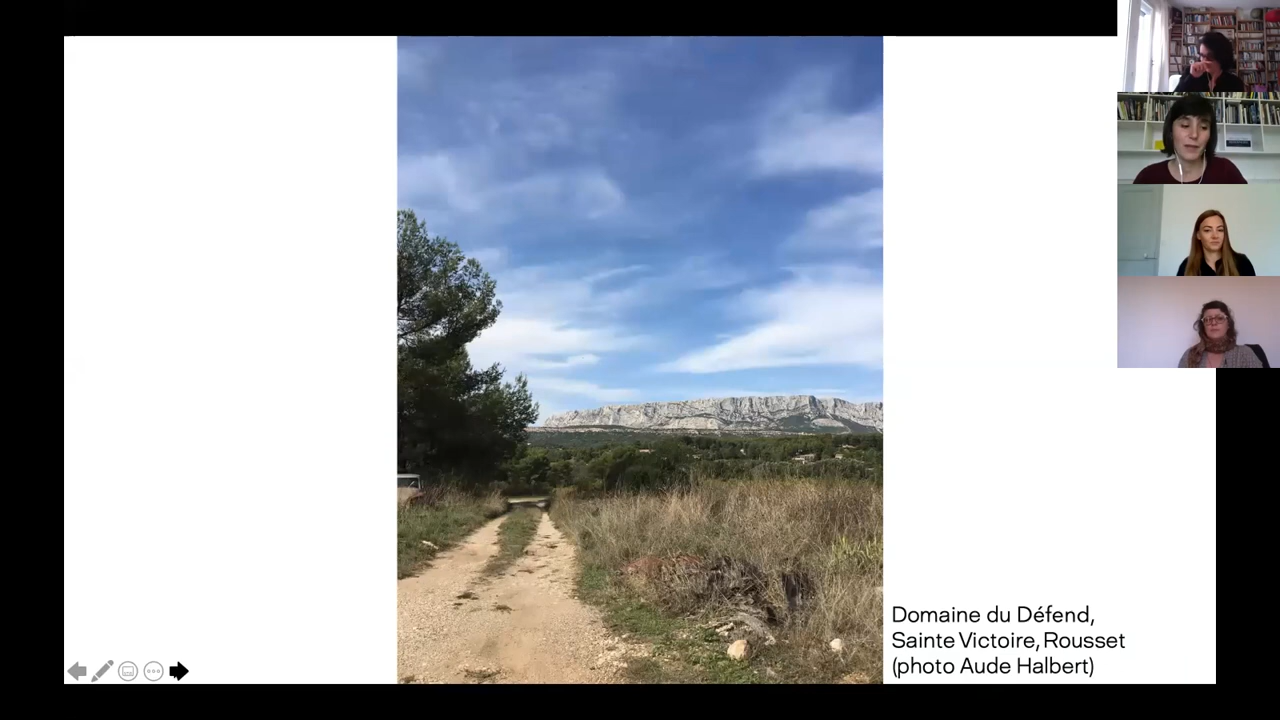 Domaine du Défend,
Sainte Victoire, Rousset
(photo Aude Halbert)